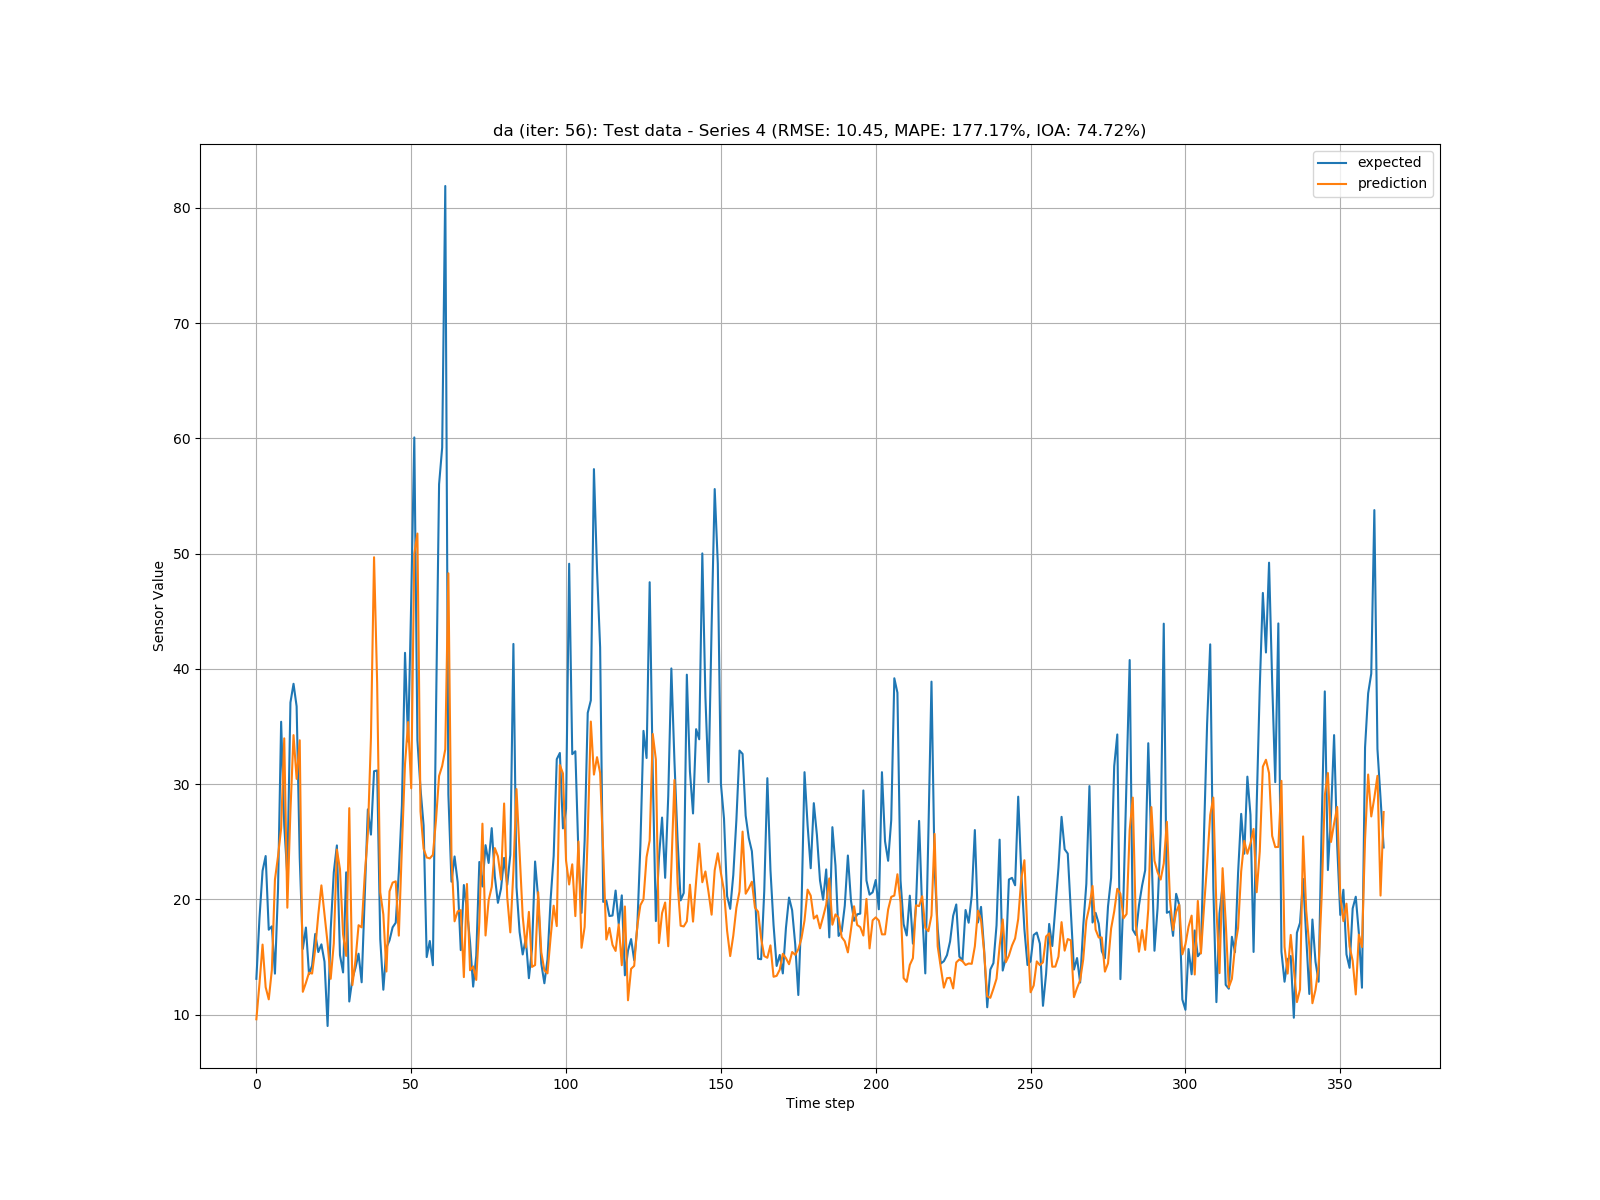 da (iter: 56): Test data - Series 4 (RMSE: 10.45, MAPE: 177.17%, IOA: 74.72%)
expected
prediction
80
70
60
50
40
30
20
10
Sensor Value
0 50 100 150 200 250 300 350
Time step